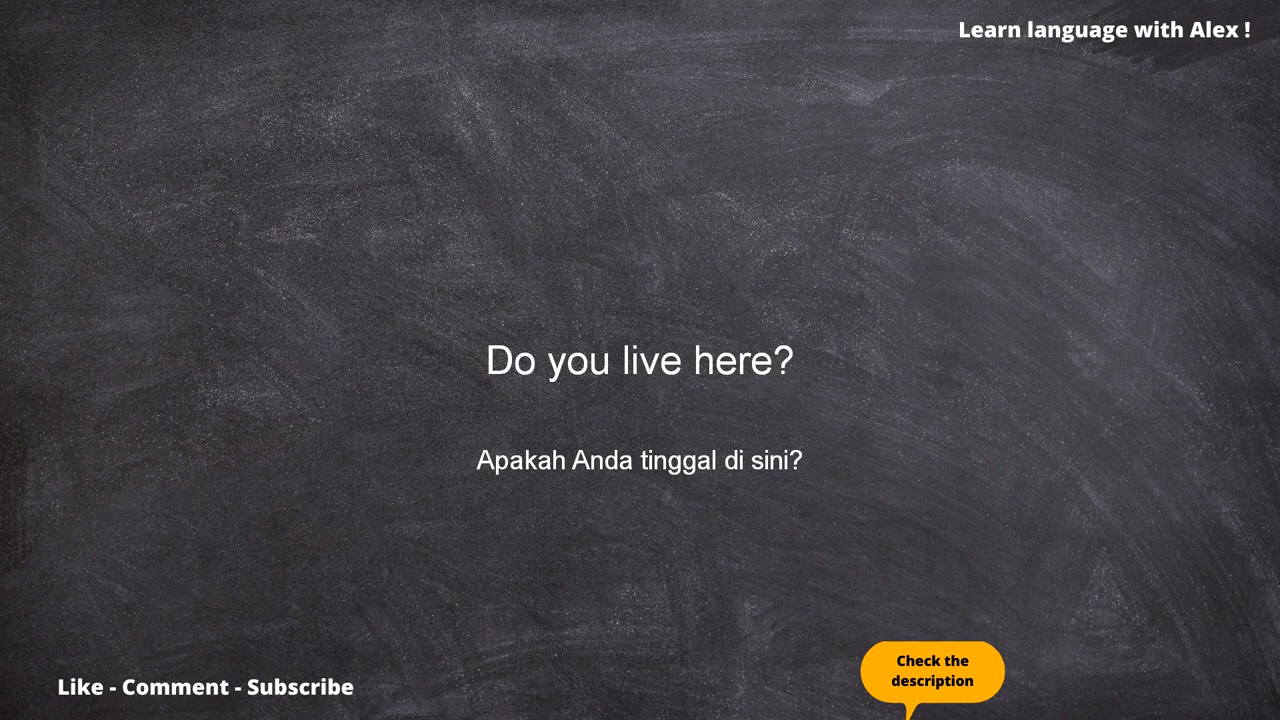 Learn language with Alex !
Do you live here?
Apakah Anda tinggal di sini?
Check the
description
Like - Comment - Subscribe